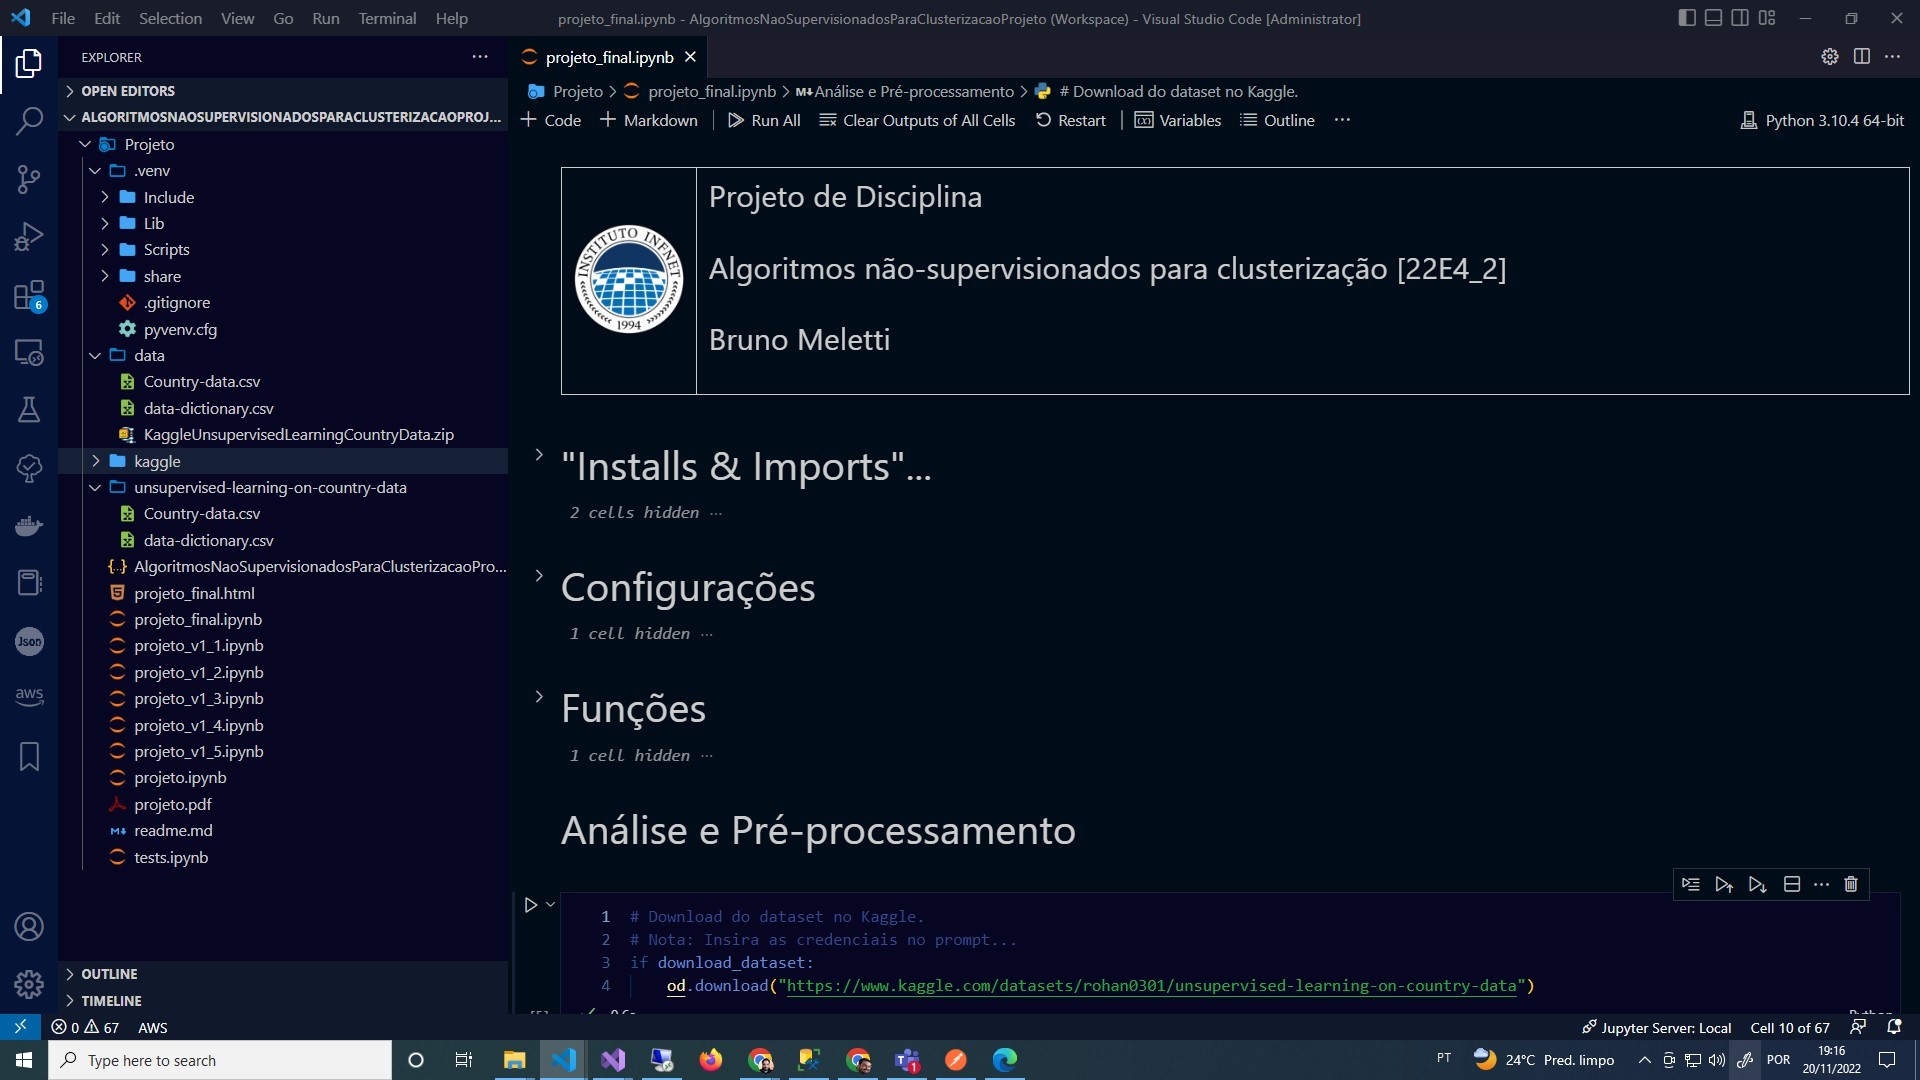 File Edit Selection View Go Run Terminal Help
projeto_final.ipynb - AlgoritmosNaoSupervisionadosParaClusterizacaoProjeto (Workspace) - Visual Studio Code [Administrator]
EXPLORER
OPEN EDITORS
ALGORITMOSNAOSUPERVISIONADOSPARACLUSTERIZACAOPROJ...
Projeto
.venv
Include
Lib
Scripts
share
.gitignore
pyvenv.cfg
data
Country-data.csv
data-dictionary.csv
KaggleUnsupervisedLearningCountryData.zip
kaggle
unsupervised-learning-on-country-data
Country-data.csv
data-dictionary.csv
AlgoritmosNaoSupervisionadosParaClusterizacaoPro...
projeto_final.html
projeto_final.ipynb
projeto_v1_1.ipynb
projeto_v1_2.ipynb
projeto_v1_3.ipynb
projeto_v1_4.ipynb
projeto_v1_5.ipynb
projeto.ipynb
projeto.pdf
readme.md
tests.ipynb
OUTLINE
TIMELINE
6
Json
aws
projeto_final.ipynb
Projeto > projeto_final.ipynb > M↓Análise e Pré-processamento > # Download do dataset no Kaggle.
+ Code + Markdown Run All Clear Outputs of All Cells Restart Variables Outline ... Python 3.10.4 64-bit
INSTITUTO INFNET
1994
Projeto de Disciplina
Algoritmos não-supervisionados para clusterização [22E4_2]
Bruno Meletti
"Installs & Imports"...
2 cells hidden ...
Configurações
1 cell hidden ...
Funções
1 cell hidden ...
Análise e Pré-processamento
1 # Download do dataset no Kaggle.
2 # Nota: Insira as credenciais no prompt...
3 if download_dataset:
4 od.download("https://www.kaggle.com/datasets/rohan0301/unsupervised-learning-on-country-data")
0 67 AWS
Jupyter Server: Local Cell 10 of 67
Type here to search
1
PT 24°C Pred. limpo POR
19:16
20/11/2022